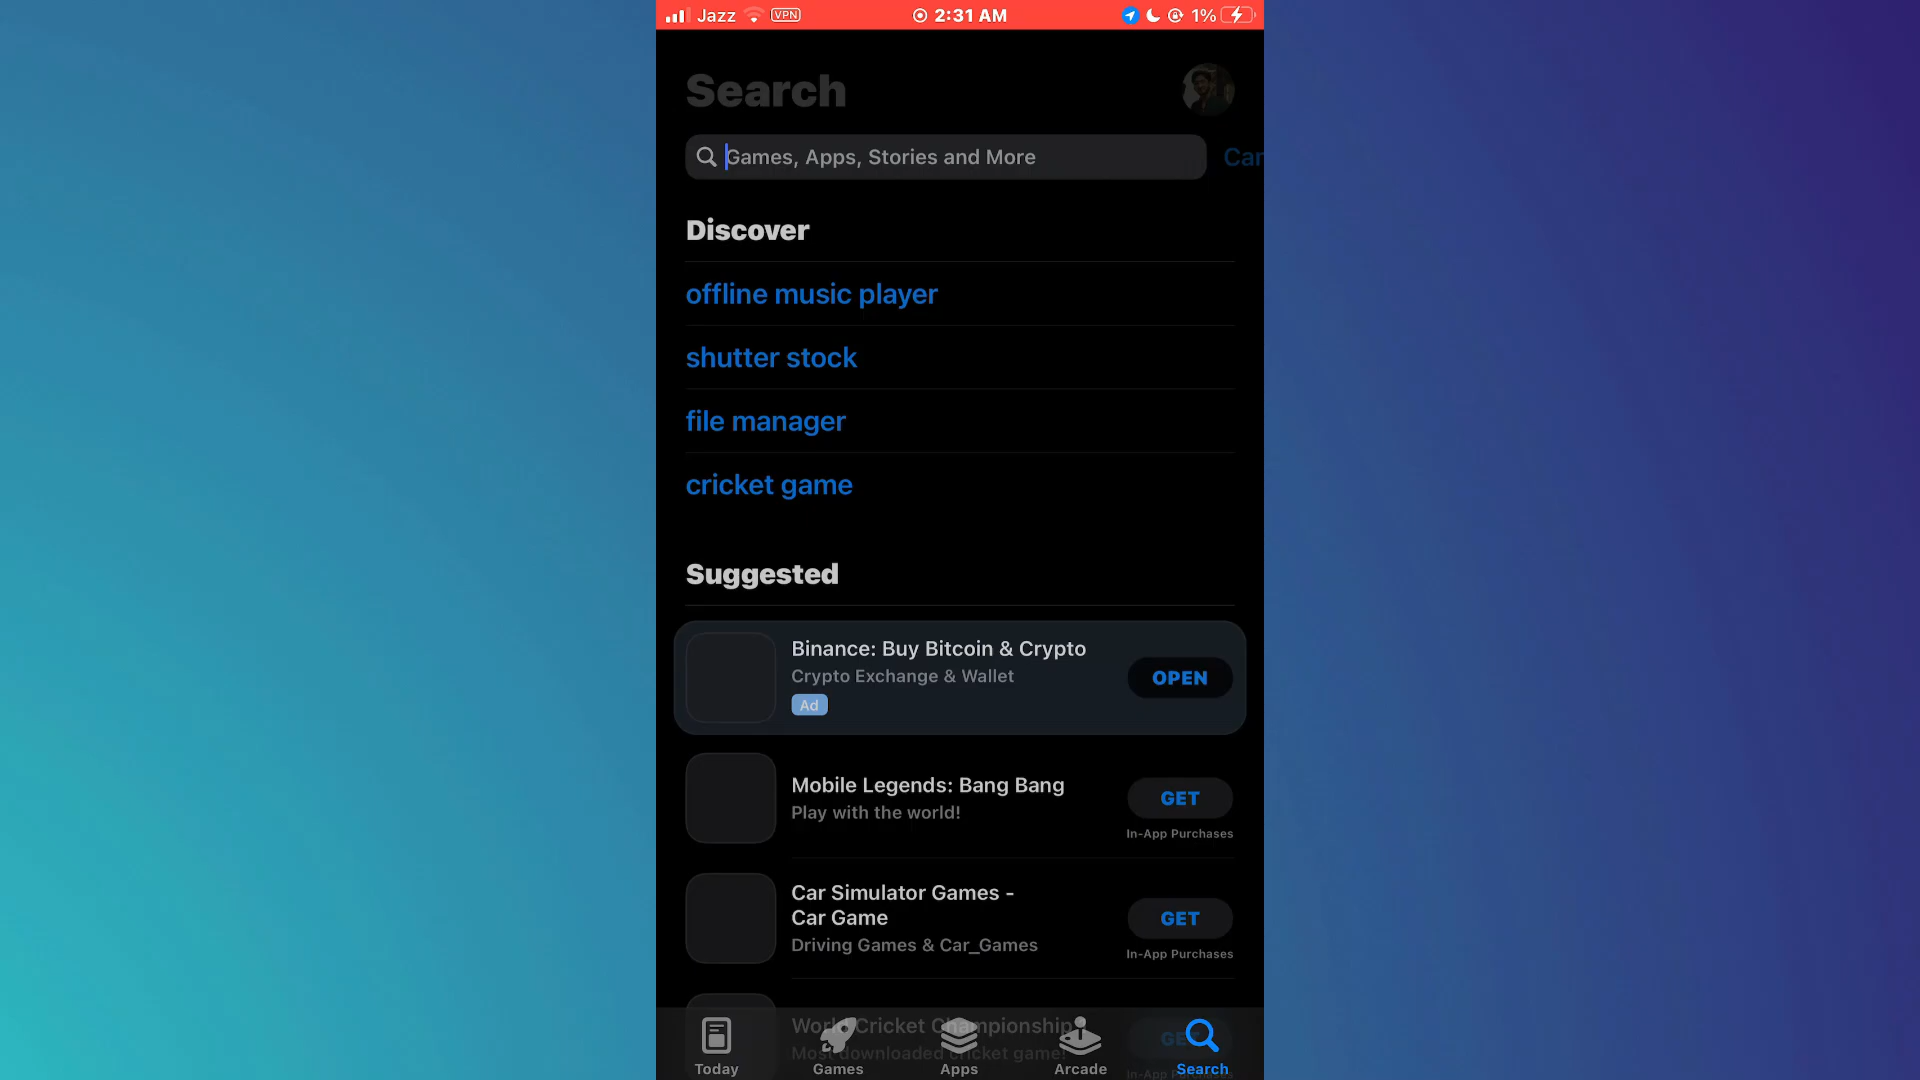 Jazz VPN 2:31 AM 1%
Search
Games, Apps, Stories and More
Discover
offline music player
shutter stock
file manager
cricket game
Suggested
Binance: Buy Bitcoin & Crypto
Crypto Exchange & Wallet
Ad
OPEN
Mobile Legends: Bang Bang
Play with the world!
GET
In-App Purchases
Car Simulator Games -
Car Game
Driving Games & Car_Games
GET
In-App Purchases
World Cricket Championship
Most downloaded cricket game!
GET
In-App Purchases
Today Games Apps Arcade Search